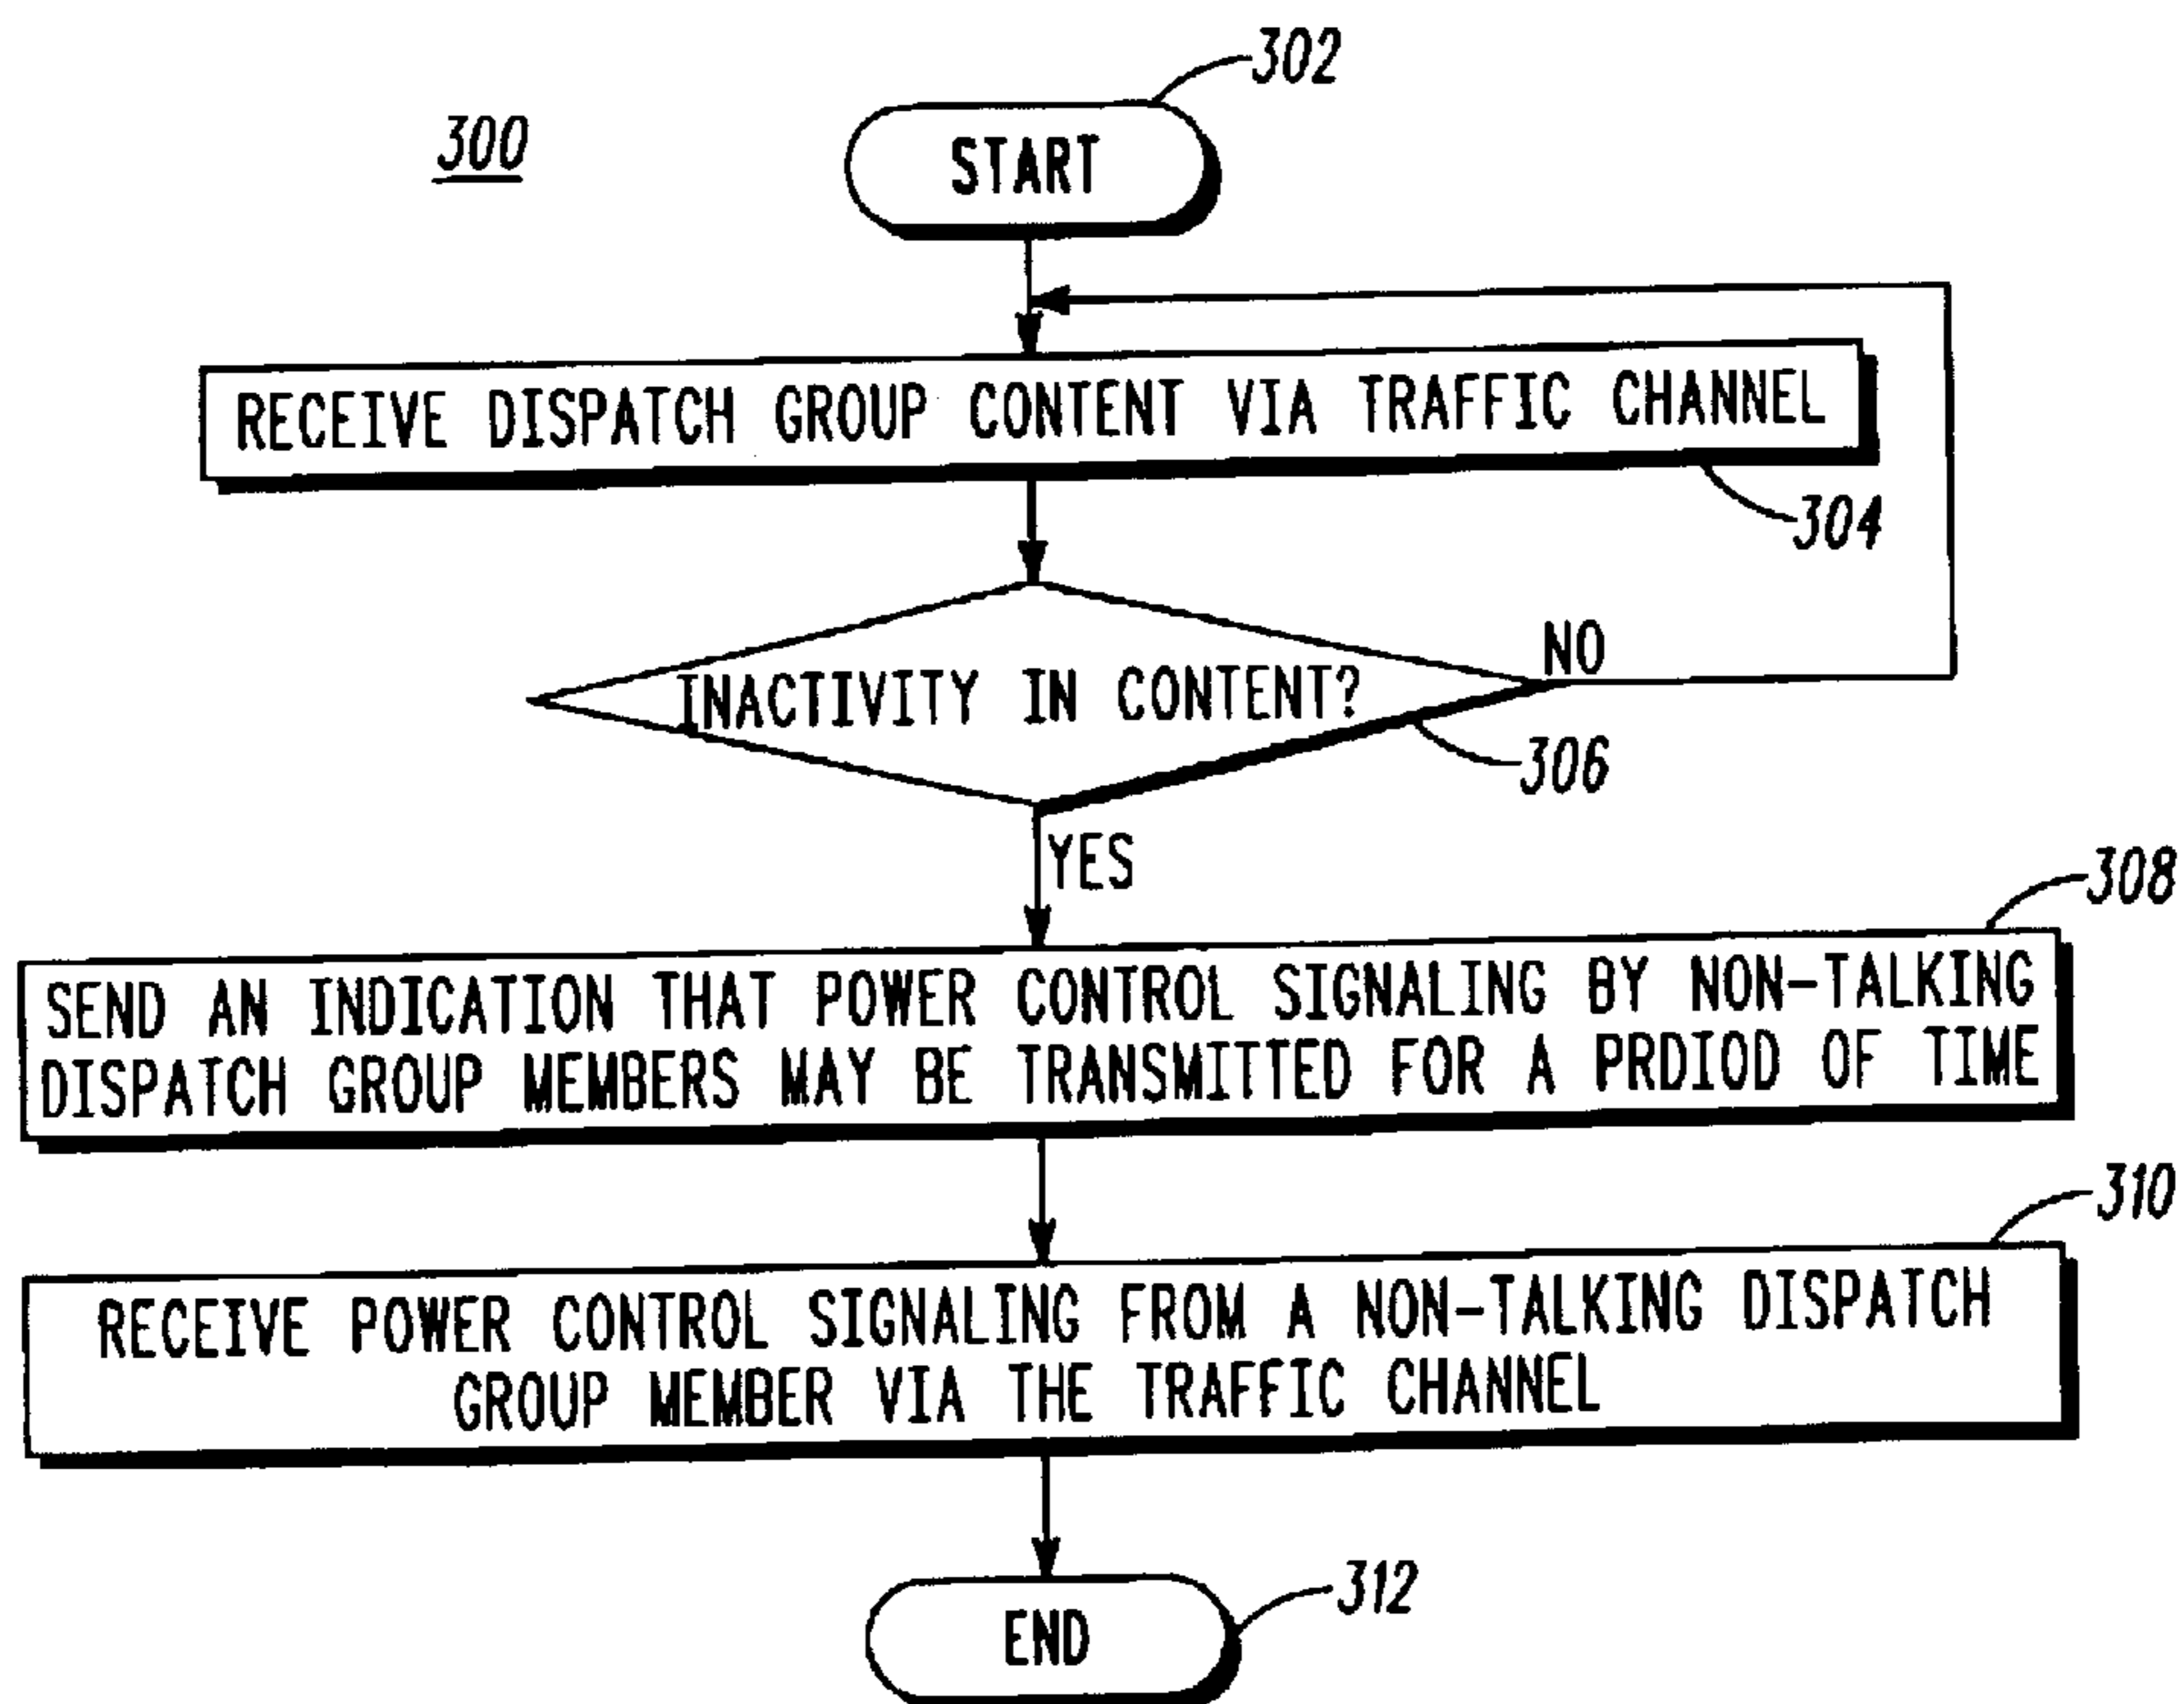 302
300
START
RECEIVE DISPATCH GROUP CONTENT VIA TRAFFIC CHANNEL
304
NO
INACTIVITY IN CONTENT?
306
YES
308
SEND AN INDICATION THAT POWER CONTROL SIGNALING BY NON-TALKING
DISPATCH GROUP MEMBERS MAY BE TRANSMITTED FOR A PRDIOD OF TIME
310
RECEIVE POWER CONTROL SIGNALING FROM A NON-TALKING DISPATCH
GROUP MEMBER VIA THE TRAFFIC CHANNEL
312
END